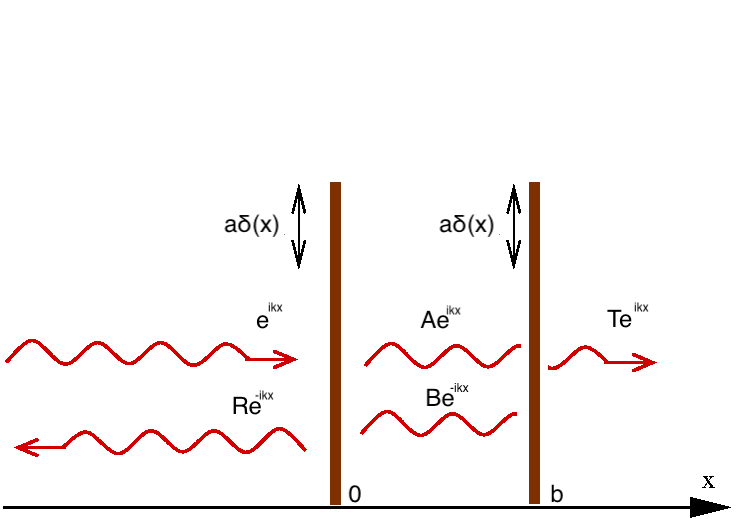 aδ(x) aδ(x)
e^ikx Ae^ikx Te^ikx
Re^-ikx Be^-ikx
x
0 b